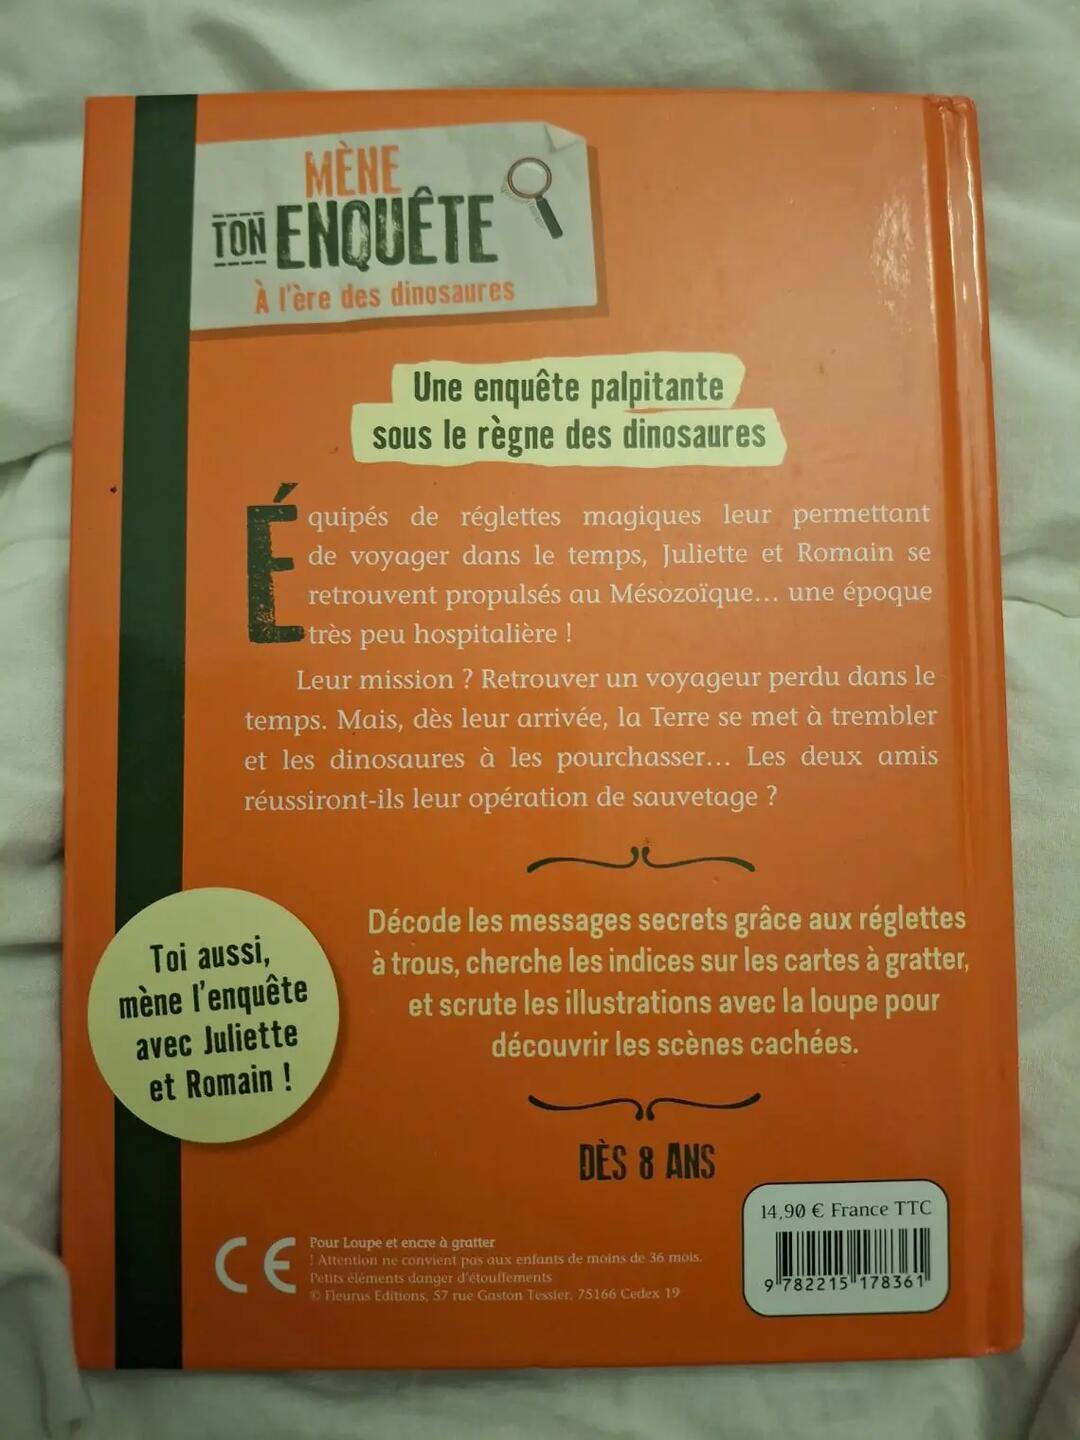 MÈNE
TON ENQUÊTE
À l'ère des dinosaures
Une enquête palpitante
sous le règne des dinosaures
Équipés de réglettes magiques leur permettant
de voyager dans le temps, Juliette et Romain se
retrouvent propulsés au Mésozoïque... une époque
très peu hospitalière !
Leur mission ? Retrouver un voyageur perdu dans le
temps. Mais, dès leur arrivée, la Terre se met à trembler
et les dinosaures à les pourchasser... Les deux amis
réussiront-ils leur opération de sauvetage ?
Décode les messages secrets grâce aux réglettes
à trous, cherche les indices sur les cartes à gratter,
et scrute les illustrations avec la loupe pour
découvrir les scènes cachées.
Toi aussi,
mène l'enquête
avec Juliette
et Romain !
DÈS 8 ANS
CE
Pour Loupe et encre à gratter
! Attention ne convient pas aux enfants de moins de 36 mois.
Petits éléments danger d'étouffements
© Fleurus Editions, 57 rue Gaston Tessier, 75166 Cedex 19
14,90 € France TTC
9 782215 178361